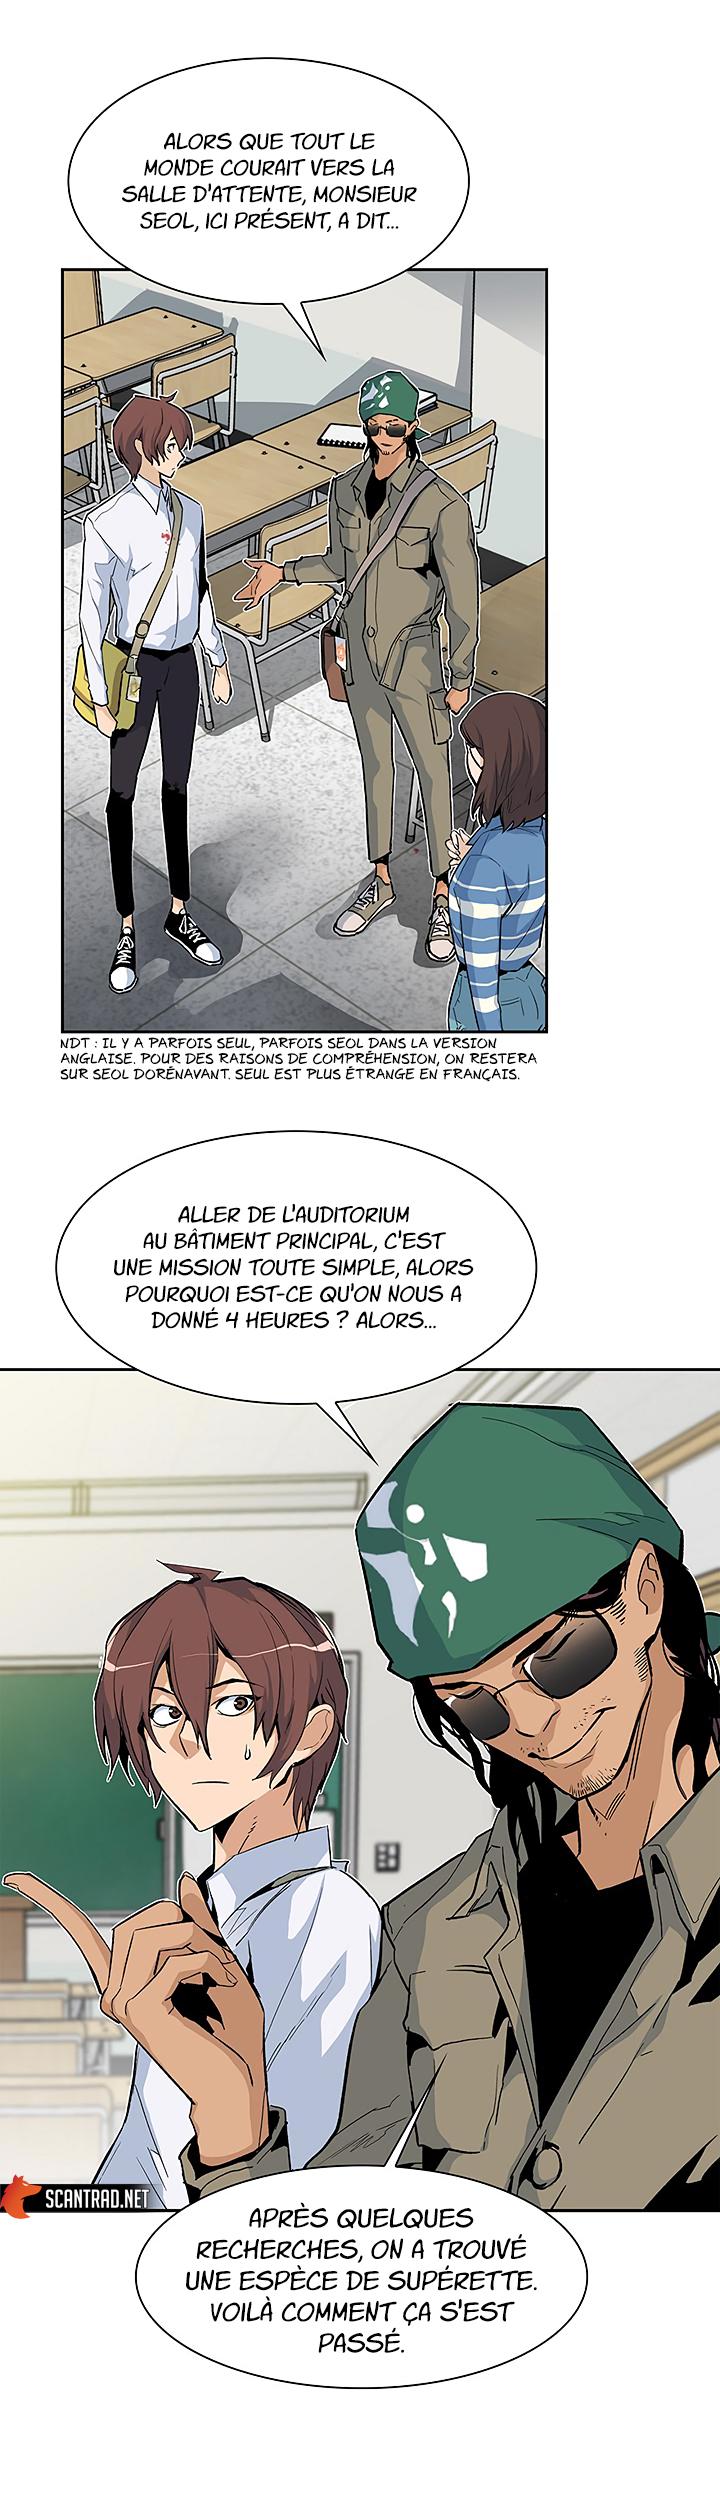 ALORS QUE TOUT LE
MONDE COURAIT VERS LA
SALLE D'ATTENTE, MONSIEUR
SEOL, ICI PRÉSENT, A DIT...
NDT : IL Y A PARFOIS SEUL, PARFOIS SEOL DANS LA VERSION
ANGLAISE. POUR DES RAISONS DE COMPRÉHENSION, ON RESTERA
SUR SEOL DORÉNAVANT. SEUL EST PLUS ÉTRANGE EN FRANÇAIS.
ALLER DE L'AUDITORIUM
AU BÂTIMENT PRINCIPAL, C'EST
UNE MISSION TOUTE SIMPLE, ALORS
POURQUOI EST-CE QU'ON NOUS A
DONNÉ 4 HEURES ? ALORS...
SCANTRAD.NET
APRÈS QUELQUES
RECHERCHES, ON A TROUVÉ
UNE ESPÈCE DE SUPÉRETTE.
VOILÀ COMMENT ÇA S'EST
PASSÉ.